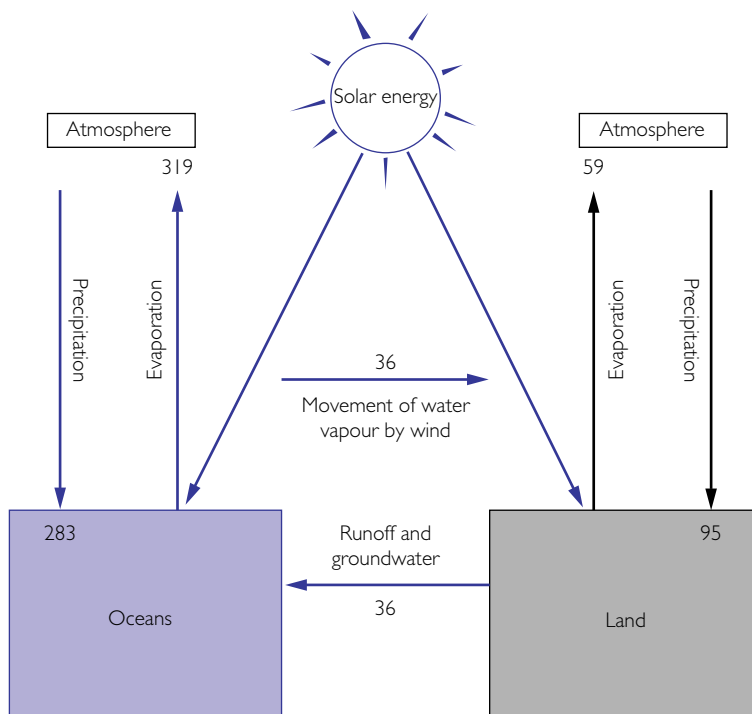 Solar energy
Atmosphere
Atmosphere
319
59
Precipitation
Evaporation
Evaporation
Precipitation
36
Movement of water
vapour by wind
283
95
Runoff and
groundwater
36
Oceans
Land